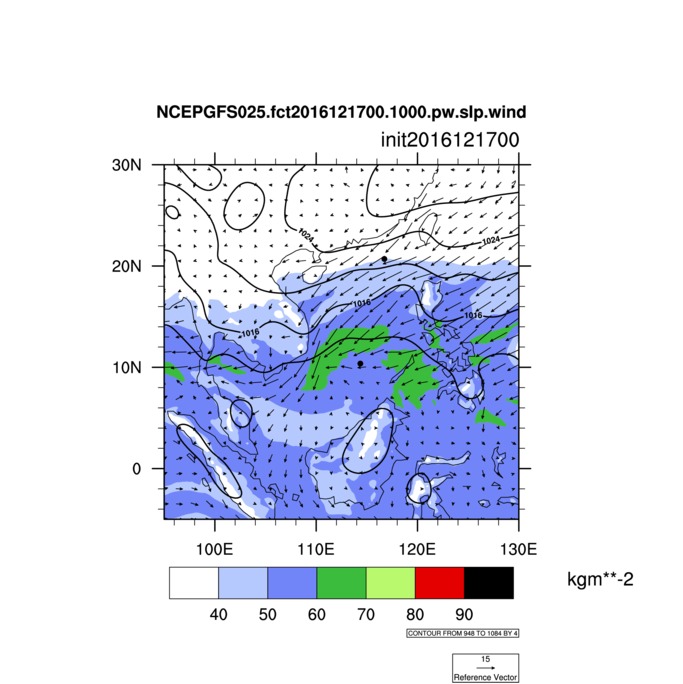 NCEPGFS025.fct2016121700.1000.pw.slp.wind
init2016121700
30N
20N
10N
0
1024
1024
1016
1016
1016
100E 110E 120E 130E
kgm**-2
40 50 60 70 80 90
CONTOUR FROM 948 TO 1084 BY 4
15
Reference Vector